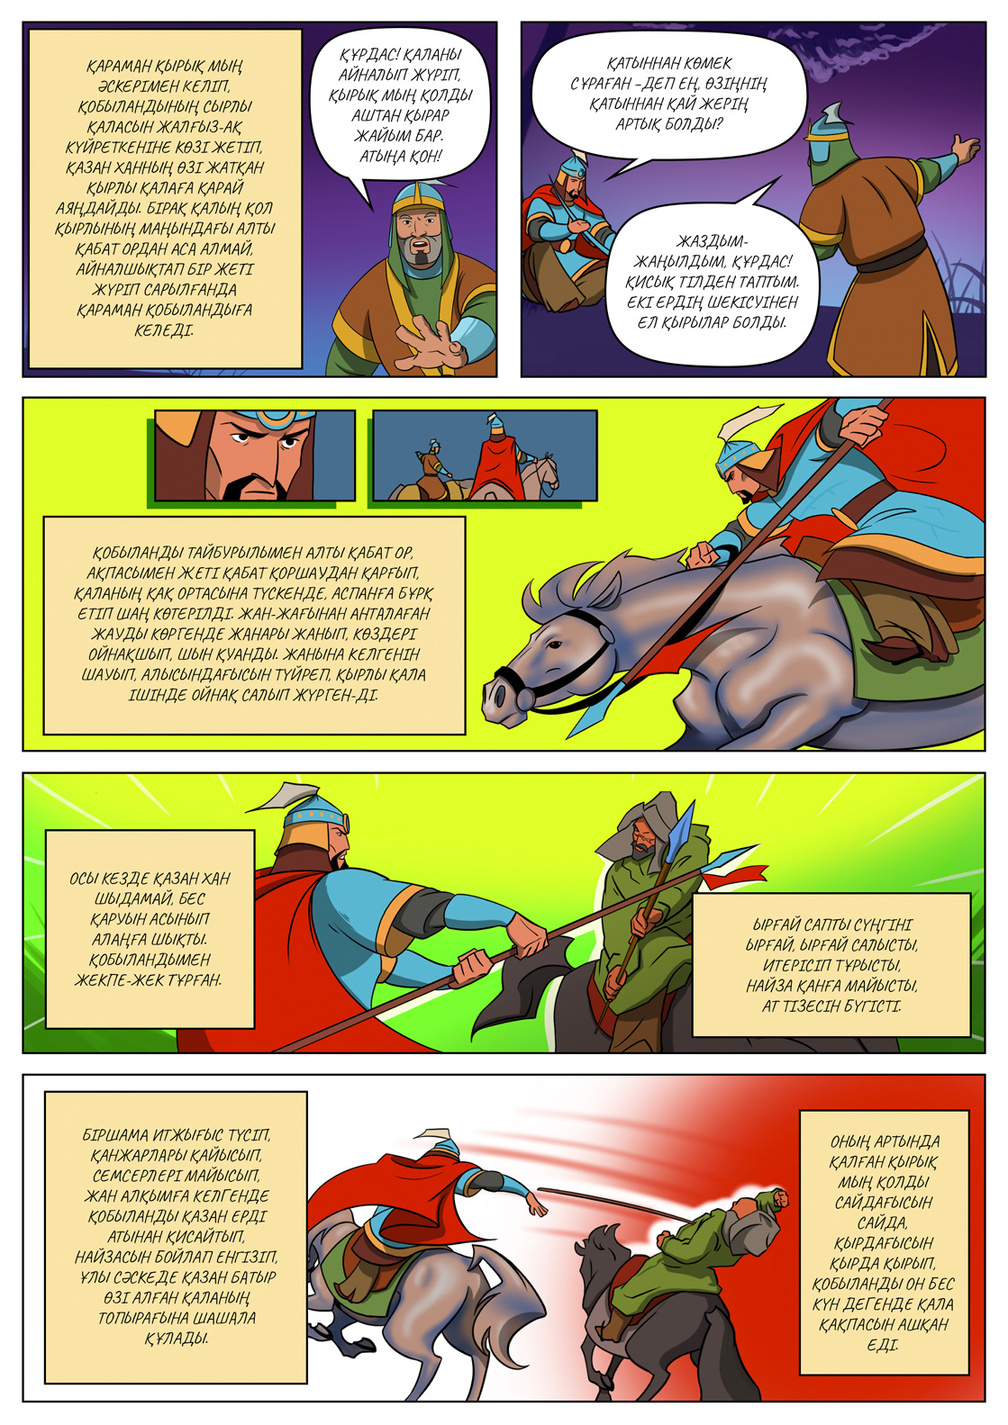 ҚАРАМАН ҚЫРЫҚ МЫҢ
ӘСКЕРІМЕН КЕЛІП,
ҚОБЫЛАНДЫНЫҢ СЫРЛЫ
ҚАЛАСЫН ЖАЛҒЫЗ-АҚ
КҮЙРЕТКЕНІНЕ КӨЗІ ЖЕТІП,
ҚАЗАН ХАННЫҢ ӨЗІ ЖАТҚАН
ҚЫРЛЫ ҚАЛАҒА ҚАРАЙ
АЯҢДАЙДЫ. БІРАҚ ҚАЛЫҢ ҚОЛ
ҚЫРЛЫНЫҢ МАҢЫНДАҒЫ АЛТЫ
ҚАБАТ ОРДАН АСА АЛМАЙ,
АЙНАЛШЫҚТАП БІР ЖЕТІ
ЖҮРІП САРЫЛҒАНДА
ҚАРАМАН ҚОБЫЛАНДЫҒА
КЕЛЕДІ.
ҚҰРДАС! ҚАЛАНЫ
АЙНАЛЫП ЖҮРІП,
ҚЫРЫҚ МЫҢ ҚОЛДЫ
АШТАН ҚЫРАР
ЖАЙЫМ БАР.
АТЫҢА ҚОН!
ҚАТЫННАН КӨМЕК
СҰРАҒАН –ДЕП ЕҢ, ӨЗІҢНІҢ
ҚАТЫННАН ҚАЙ ЖЕРІҢ
АРТЫҚ БОЛДЫ?
ЖАЗДЫМ-
ЖАҢЫЛДЫМ, ҚҰРДАС!
ҚИСЫҚ ТІЛДЕН ТАПТЫМ.
ЕКІ ЕРДІҢ ШЕКІСУІНЕН
ЕЛ ҚЫРЫЛАР БОЛДЫ.
ҚОБЫЛАНДЫ ТАЙБУРЫЛЫМЕН АЛТЫ ҚАБАТ ОР,
АҚПАСЫМЕН ЖЕТІ ҚАБАТ ҚОРШАУДАН ҚАРҒЫП,
ҚАЛАНЫҢ ҚАҚ ОРТАСЫНА ТҮСКЕНДЕ, АСПАНҒА БҰРҚ
ЕТІП ШАҢ КӨТЕРІЛДІ. ЖАН-ЖАҒЫНАН АНТАЛАҒАН
ЖАУДЫ КӨРГЕНДЕ ЖАНАРЫ ЖАНЫП, КӨЗДЕРІ
ОЙНАҚШЫП, ШЫН ҚУАНДЫ. ЖАНЫНА КЕЛГЕНІН
ШАУЫП, АЛЫСЫНДАҒЫСЫН ТҮЙРЕП, ҚЫРЛЫ ҚАЛА
ІШІНДЕ ОЙНАҚ САЛЫП ЖҮРГЕН-ДІ.
ОСЫ КЕЗДЕ ҚАЗАН ХАН
ШЫДАМАЙ, БЕС
ҚАРУЫН АСЫНЫП
АЛАҢҒА ШЫҚТЫ.
ҚОБЫЛАНДЫМЕН
ЖЕКПЕ-ЖЕК ТҰРҒАН.
ЫРҒАЙ САПТЫ СҮҢГІНІ
ЫРҒАЙ, ЫРҒАЙ САЛЫСТЫ,
ИТЕРІСІП ТҰРЫСТЫ,
НАЙЗА ҚАНҒА МАЙЫСТЫ,
АТ ТІЗЕСІН БҮГІСТІ.
БІРШАМА ИТЖЫҒЫС ТҮСІП,
ҚАНЖАРЛАРЫ ҚАЙЫСЫП,
СЕМСЕРЛЕРІ МАЙЫСЫП,
ЖАН АЛҚЫМҒА КЕЛГЕНДЕ
ҚОБЫЛАНДЫ ҚАЗАН ЕРДІ
АТЫНАН ҚИСАЙТЫП,
НАЙЗАСЫН БОЙЛАП ЕНГІЗІП,
ҰЛЫ СӘСКЕДЕ ҚАЗАН БАТЫР
ӨЗІ АЛҒАН ҚАЛАНЫҢ
ТОПЫРАҒЫНА ШАШАЛА
ҚҰЛАДЫ.
ОНЫҢ АРТЫНДА
ҚАЛҒАН ҚЫРЫҚ
МЫҢ ҚОЛДЫ
САЙДАҒЫСЫН
САЙДА,
ҚЫРДАҒЫСЫН
ҚЫРДА ҚЫРЫП,
ҚОБЫЛАНДЫ ОН БЕС
КҮН ДЕГЕНДЕ ҚАЛА
ҚАҚПАСЫН АШҚАН
ЕДІ.